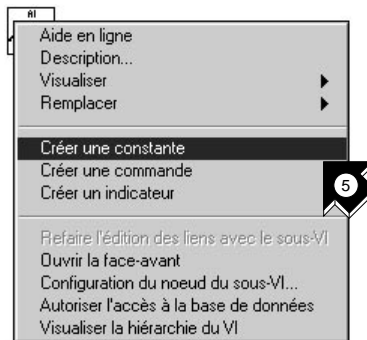 AI
Aide en ligne
Description...
Visualiser
Remplacer
Créer une constante
Créer une commande
Créer un indicateur
5
Refaire l'édition des liens avec le sous-VI
Ouvrir la face-avant
Configuration du noeud du sous-VI...
Autoriser l'accès à la base de données
Visualiser la hiérarchie du VI